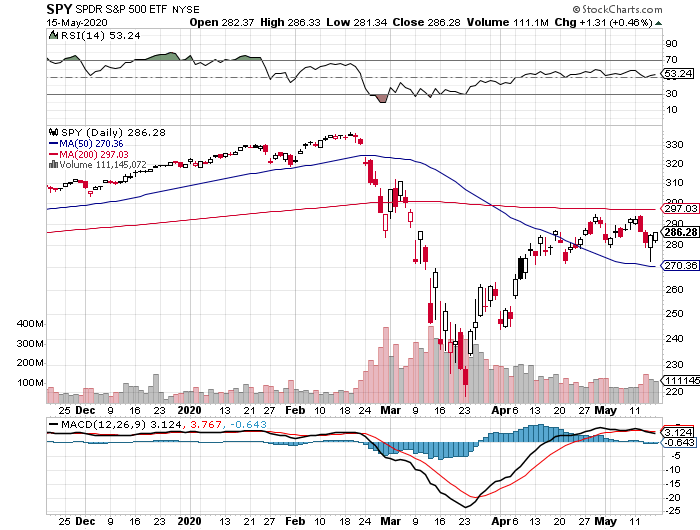 SPY SPDR S&P 500 ETF NYSE © StockCharts.com
15-May-2020 Open 282.37 High 286.33 Low 281.34 Close 286.28 Volume 111.1M Chg +1.31 (+0.46%)
RSI(14) 53.24
90
70
53.24
30
10
SPY (Daily) 286.28
MA(50) 270.36
MA(200) 297.03
Volume 111,145,072
330
320
310
300
297.03
290
286.28
280
270.36
260
250
240
230
220
400M
300M
200M
100M
111145
25 Dec 9 16 23 2020 13 21 27 Feb 10 18 24 Mar 9 16 23 Apr 6 13 20 27 May 11
MACD(12,26,9) 3.124, 3.767, -0.643
3.124
-0.643
-5
-10
-15
-20
25 Dec 9 16 23 2020 13 21 27 Feb 10 18 24 Mar 9 16 23 Apr 6 13 20 27 May 11